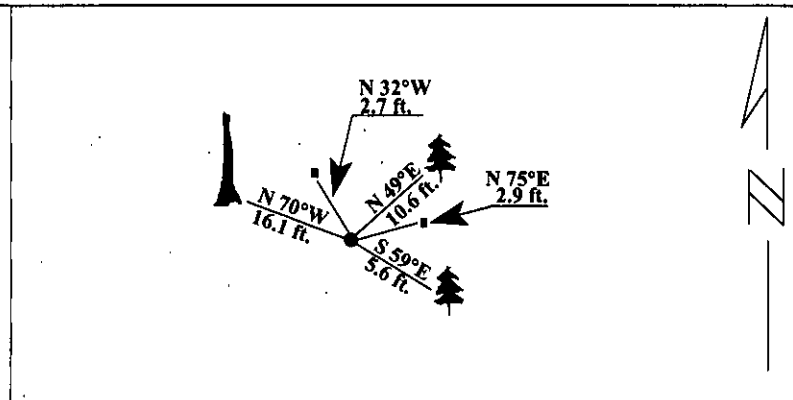 N 32°W
2.7 ft.
N 49°E
10.6 ft.
N 75°E
2.9 ft.
N 70°W
16.1 ft.
S 59°E
5.6 ft.
N